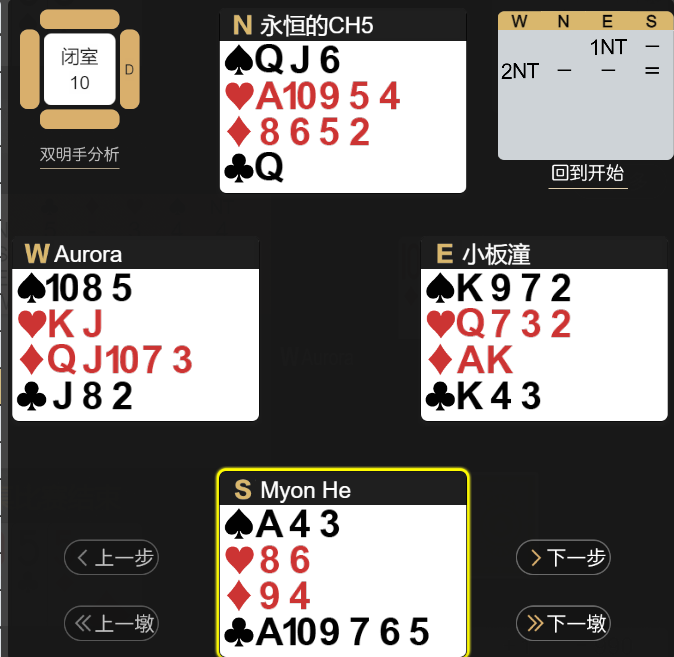 闭室
10
D
双明手分析
N 永恒的CH5
♠Q J 6
♥A10 9 5 4
♦8 6 5 2
♣Q
W N E S
1NT –
2NT – – =
回到开始
W Aurora
♠10 8 5
♥K J
♦Q J10 7 3
♣J 8 2
E 小板潼
♠K 9 7 2
♥Q 7 3 2
♦A K
♣K 4 3
S Myon He
♠A 4 3
♥8 6
♦9 4
♣A10 9 7 6 5
上一步
下一步
上一墩
下一墩